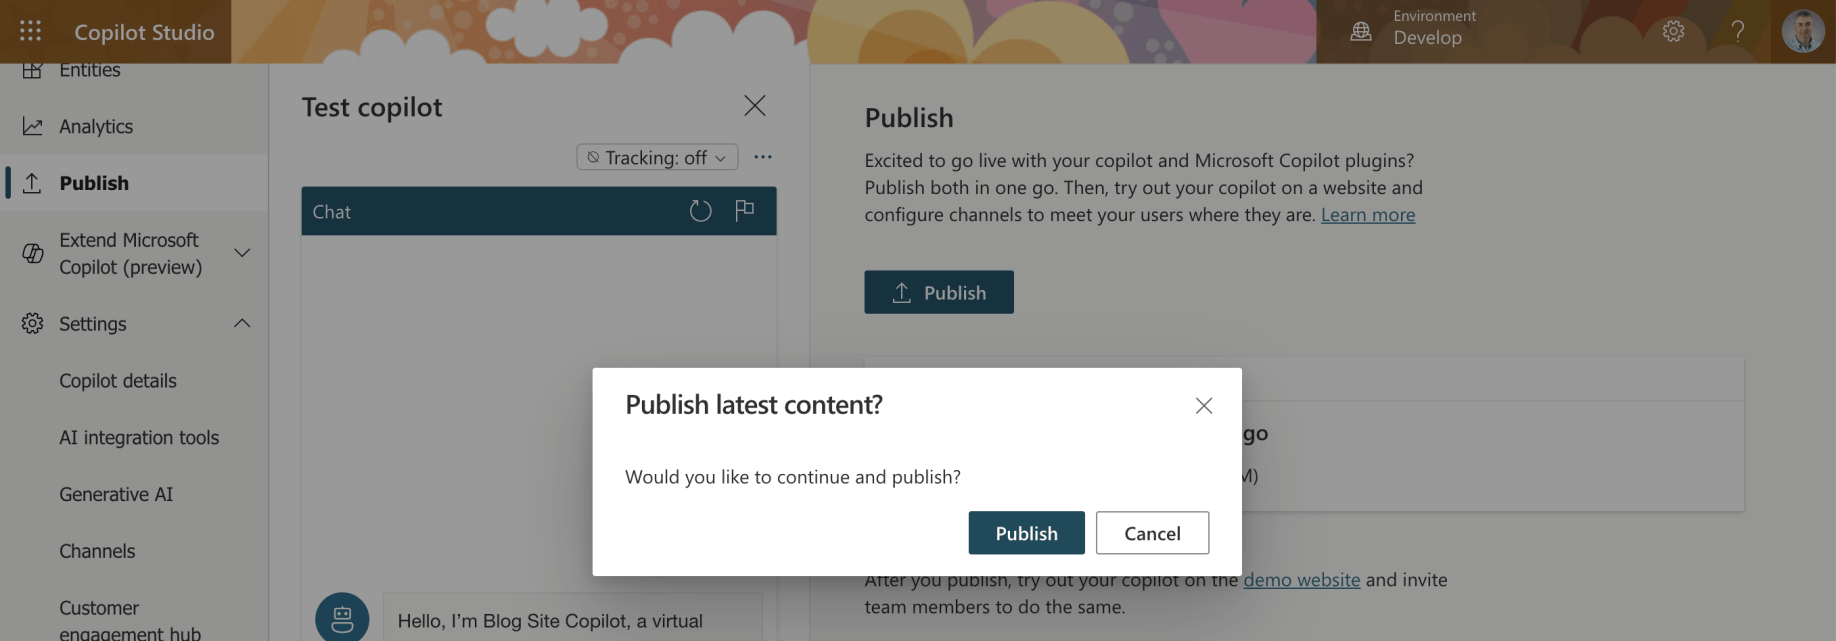 Copilot Studio
Environment
Develop
?
Entities
Analytics
Publish
Extend Microsoft
Copilot (preview)
Settings
Copilot details
AI integration tools
Generative AI
Channels
Customer
engagement hub
Test copilot
Tracking: off
Chat
Hello, I'm Blog Site Copilot, a virtual
Publish
Excited to go live with your copilot and Microsoft Copilot plugins?
Publish both in one go. Then, try out your copilot on a website and
configure channels to meet your users where they are. Learn more
Publish
go
M)
Publish latest content?
Would you like to continue and publish?
Publish
Cancel
After you publish, try out your copilot on the demo website and invite
team members to do the same.